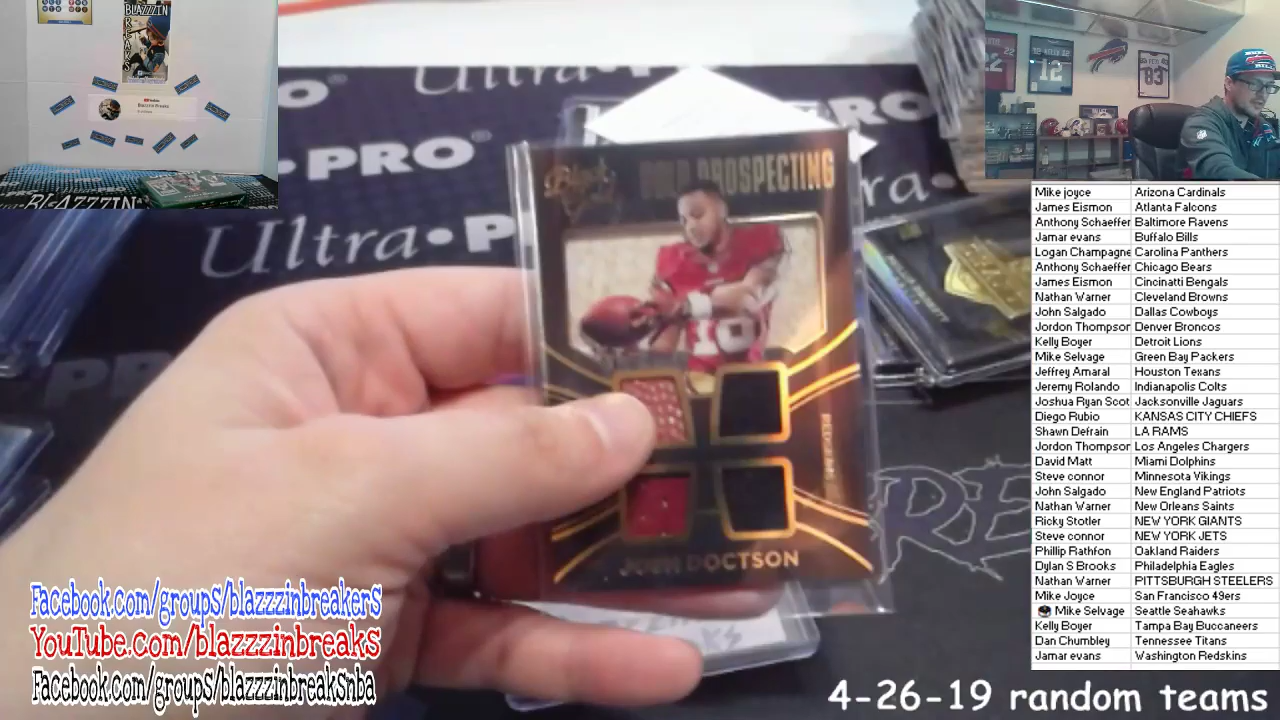 BLAZZZIN
Ultra
PRO
PRO
Ultra • P
Black
GOLD PROSPECTING
REDSKINS
JOSH DOCTSON
12
22
83
Mike joyce Arizona Cardinals
James Eismon Atlanta Falcons
Anthony Schaeffer Baltimore Ravens
Jamar evans Buffalo Bills
Logan Champagne Carolina Panthers
Anthony Schaeffer Chicago Bears
James Eismon Cincinatti Bengals
Nathan Warner Cleveland Browns
John Salgado Dallas Cowboys
Jordon Thompson Denver Broncos
Kelly Boyer Detroit Lions
Mike Selvage Green Bay Packers
Jeffrey Amaral Houston Texans
Jeremy Rolando Indianapolis Colts
Joshua Ryan Scot Jacksonville Jaguars
Diego Rubio KANSAS CITY CHIEFS
Shawn Defrain LA RAMS
Jordon Thompson Los Angeles Chargers
David Matt Miami Dolphins
Steve connor Minnesota Vikings
John Salgado New England Patriots
Nathan Warner New Orleans Saints
Ricky Stotler NEW YORK GIANTS
Steve connor NEW YORK JETS
Phillip Rathfon Oakland Raiders
Dylan S Brooks Philadelphia Eagles
Nathan Warner PITTSBURGH STEELERS
Mike Joyce San Francisco 49ers
Mike Selvage Seattle Seahawks
Kelly Boyer Tampa Bay Buccaneers
Dan Chumbley Tennessee Titans
Jamar evans Washington Redskins
Facebook.com/groups/blazzzinbreakers
YouTube.com/blazzzinbreaks
Facebook.com/groups/blazzzinbreaksnba
4-26-19 random teams